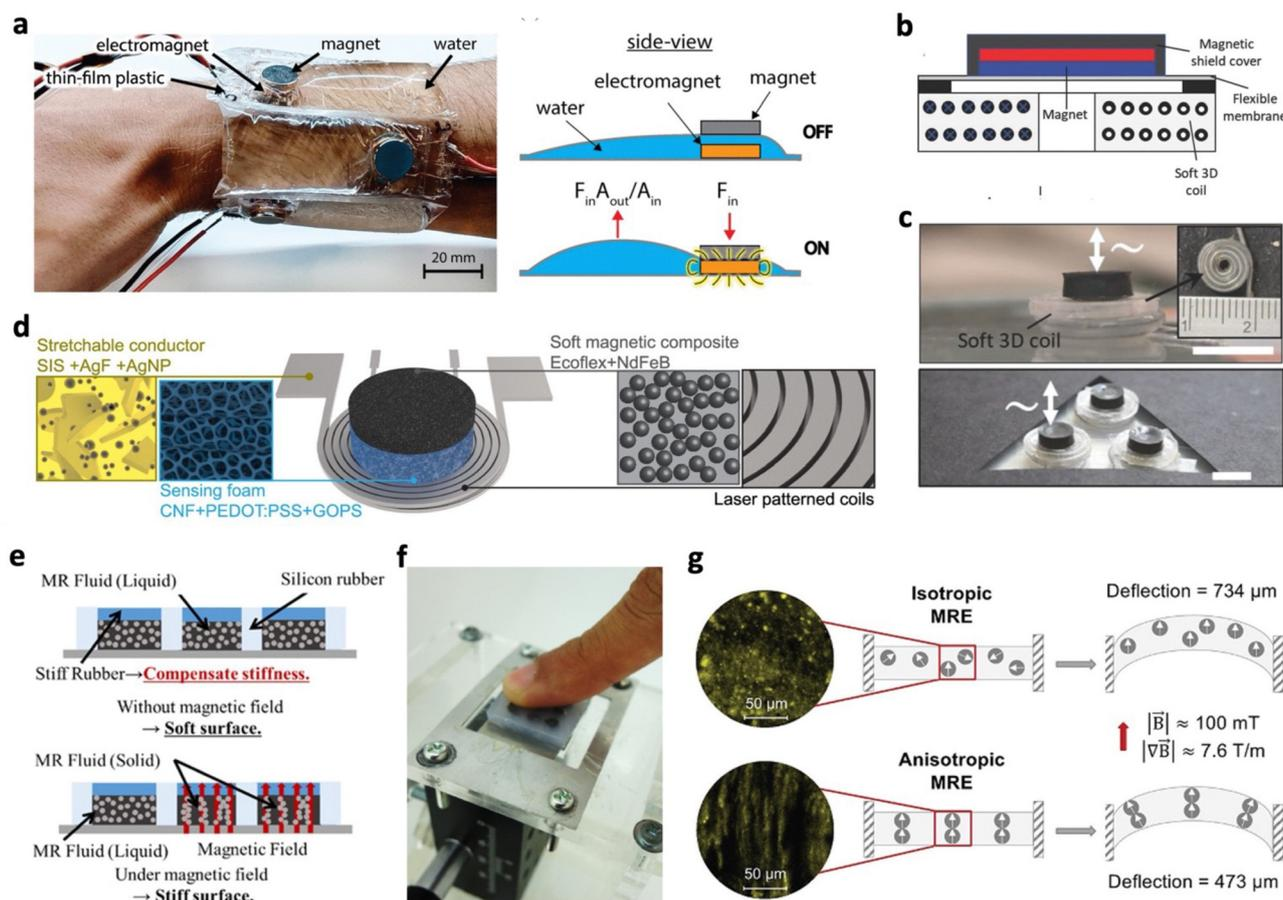 a
electromagnet
magnet
water
thin-film plastic
20 mm
side-view
electromagnet
magnet
water
OFF
F_in A_out/A_in
F_in
ON
b
Magnetic
shield cover
Magnet
Flexible
membrane
Soft 3D
coil
c
Soft 3D coil
1
2
d
Stretchable conductor
SIS +AgF +AgNP
Soft magnetic composite
Ecoflex+NdFeB
Sensing foam
CNF+PEDOT:PSS+GOPS
Laser patterned coils
e
MR Fluid (Liquid)
Silicon rubber
Stiff Rubber→Compensate stiffness.
Without magnetic field
→ Soft surface.
MR Fluid (Solid)
MR Fluid (Liquid)
Magnetic Field
Under magnetic field
→ Stiff surface.
f
g
Isotropic
MRE
50 μm
Deflection = 734 μm
|B⃗| ≈ 100 mT
|∇B⃗| ≈ 7.6 T/m
Anisotropic
MRE
50 μm
Deflection = 473 μm